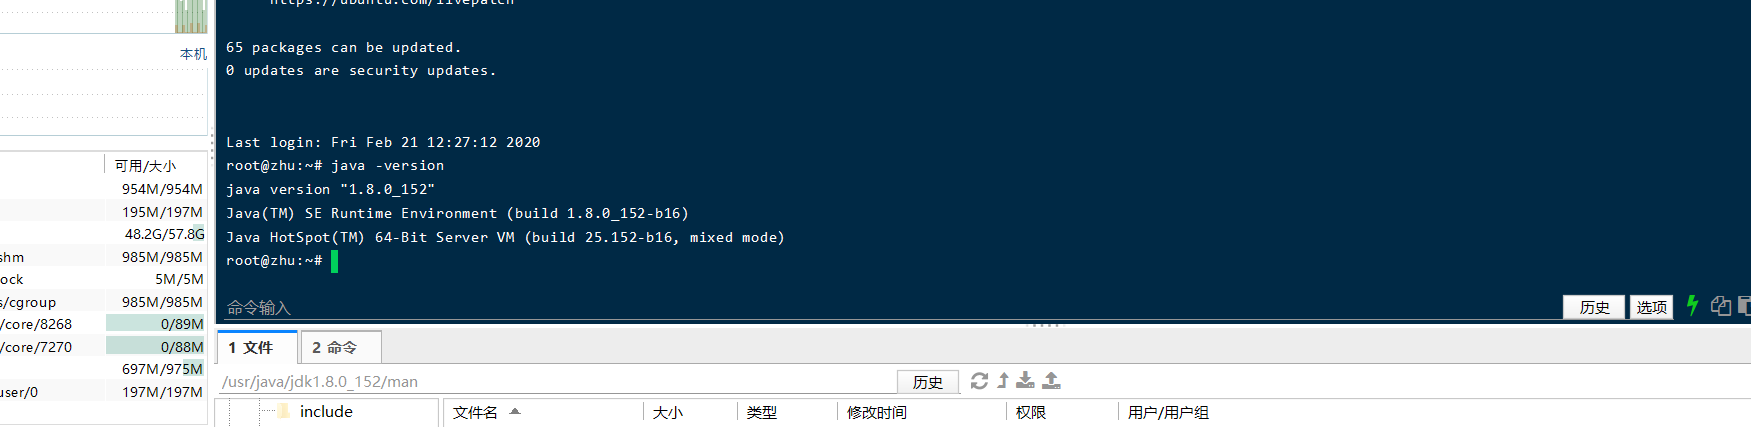 https://ubuntu.com/livepatch
65 packages can be updated.
0 updates are security updates.
Last login: Fri Feb 21 12:27:12 2020
root@zhu:~# java -version
java version "1.8.0_152"
Java(TM) SE Runtime Environment (build 1.8.0_152-b16)
Java HotSpot(TM) 64-Bit Server VM (build 25.152-b16, mixed mode)
root@zhu:~#
命令输入
历史 选项
本机
可用/大小
954M/954M
195M/197M
48.2G/57.8G
shm 985M/985M
ock 5M/5M
s/cgroup 985M/985M
/core/8268 0/89M
/core/7270 0/88M
697M/975M
user/0 197M/197M
1 文件 2 命令
/usr/java/jdk1.8.0_152/man 历史
include
文件名 大小 类型 修改时间 权限 用户/用户组